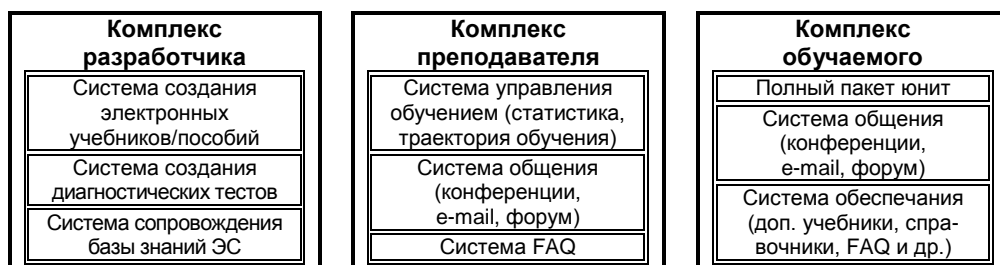 Комплекс
разработчика
Система создания
электронных
учебников/пособий
Система создания
диагностических тестов
Система сопровождения
базы знаний ЭС
Комплекс
преподавателя
Система управления
обучением (статистика,
траектория обучения)
Система общения
(конференции,
e-mail, форум)
Система FAQ
Комплекс
обучаемого
Полный пакет юнит
Система общения
(конференции,
e-mail, форум)
Система обеспечания
(доп. учебники, спра-
вочники, FAQ и др.)